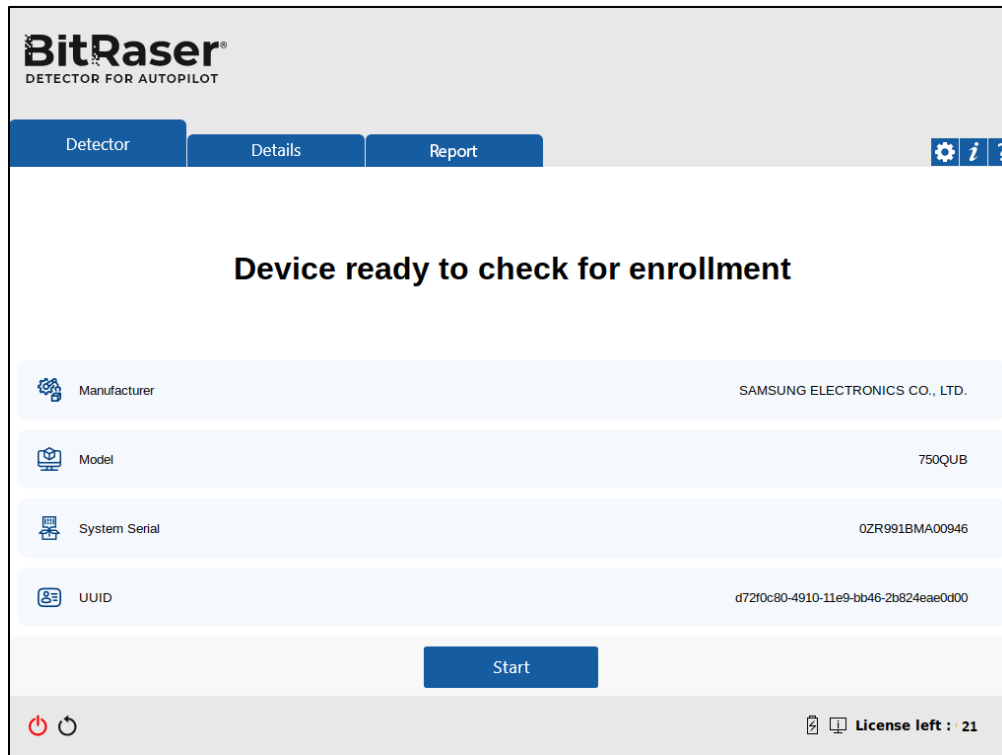 BitRaser®
DETECTOR FOR AUTOPILOT
Detector Details Report
i ?
Device ready to check for enrollment
Manufacturer SAMSUNG ELECTRONICS CO., LTD.
Model 750QUB
System Serial 0ZR991BMA00946
UUID d72f0c80-4910-11e9-bb46-2b824eae0d00
Start
License left : 21